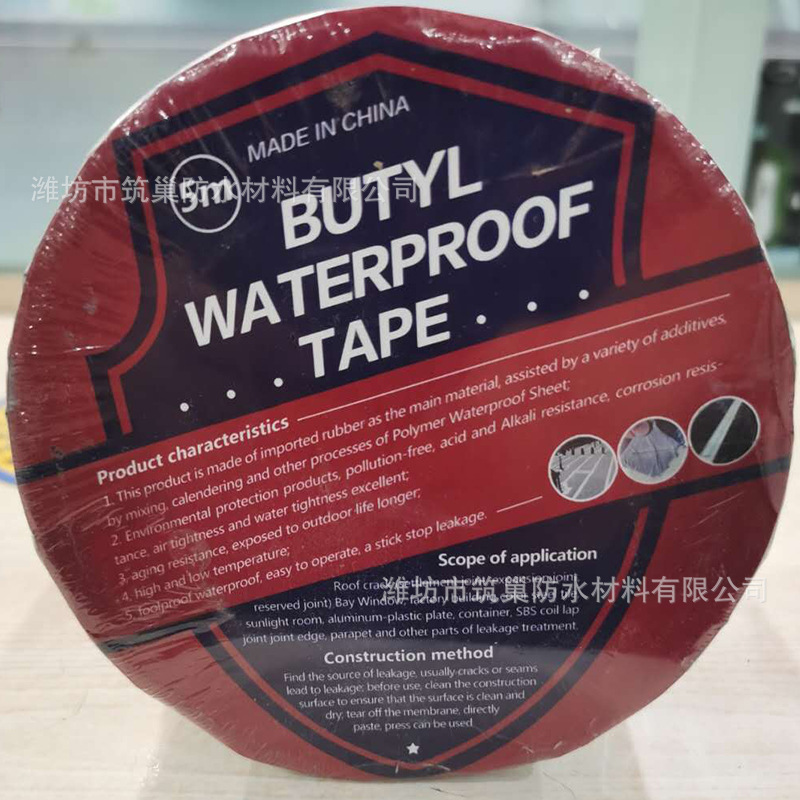 MADE IN CHINA
潍坊市筑巢防水材料有限公司
BUTYL
WATERPROOF
. . . TAPE . . .
Product characteristics
1. This product is made of imported rubber as the main material, assisted by a variety of additives,
by mixing, calendering and other processes of Polymer Waterproof Sheet;
2. Environmental protection products, pollution-free, acid and Alkali resistance, corrosion resis-
tance, air tightness and water tightness excellent;
3. aging resistance, exposed to outdoor life longer;
4. high and low temperature;
5. foolproof waterproof, easy to operate, a stick stop leakage.
Scope of application
Roof crack, joint, expansion joint,
潍坊市筑巢防水材料有限公司
reserved joint) Bay Window, factory building,
sunlight room, aluminum-plastic plate, container, SBS coil lap
joint joint edge, parapet and other parts of leakage treatment.
Construction method
Find the source of leakage, usually cracks or seams
lead to leakage; before use, clean the construction
surface to ensure that the surface is clean and
dry; tear off the membrane, directly
paste, press can be used.